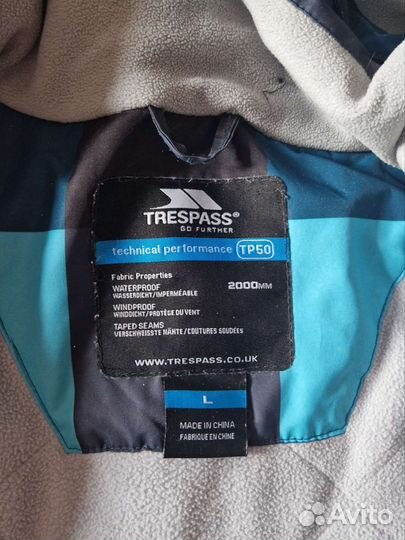 TRESPASS®
GO FURTHER
technical performance TP50
Fabric Properties
WATERPROOF 2000MM
WASSERDICHT/IMPERMÉABLE
WINDPROOF
WINDDICHT/PROTÈGE DU VENT
TAPED SEAMS
VERSCHWEISSTE NÄHTE/COUTURES SOUDÉES
WWW.TRESPASS.CO.UK
L
MADE IN CHINA
FABRIQUE EN CHINE
Avito